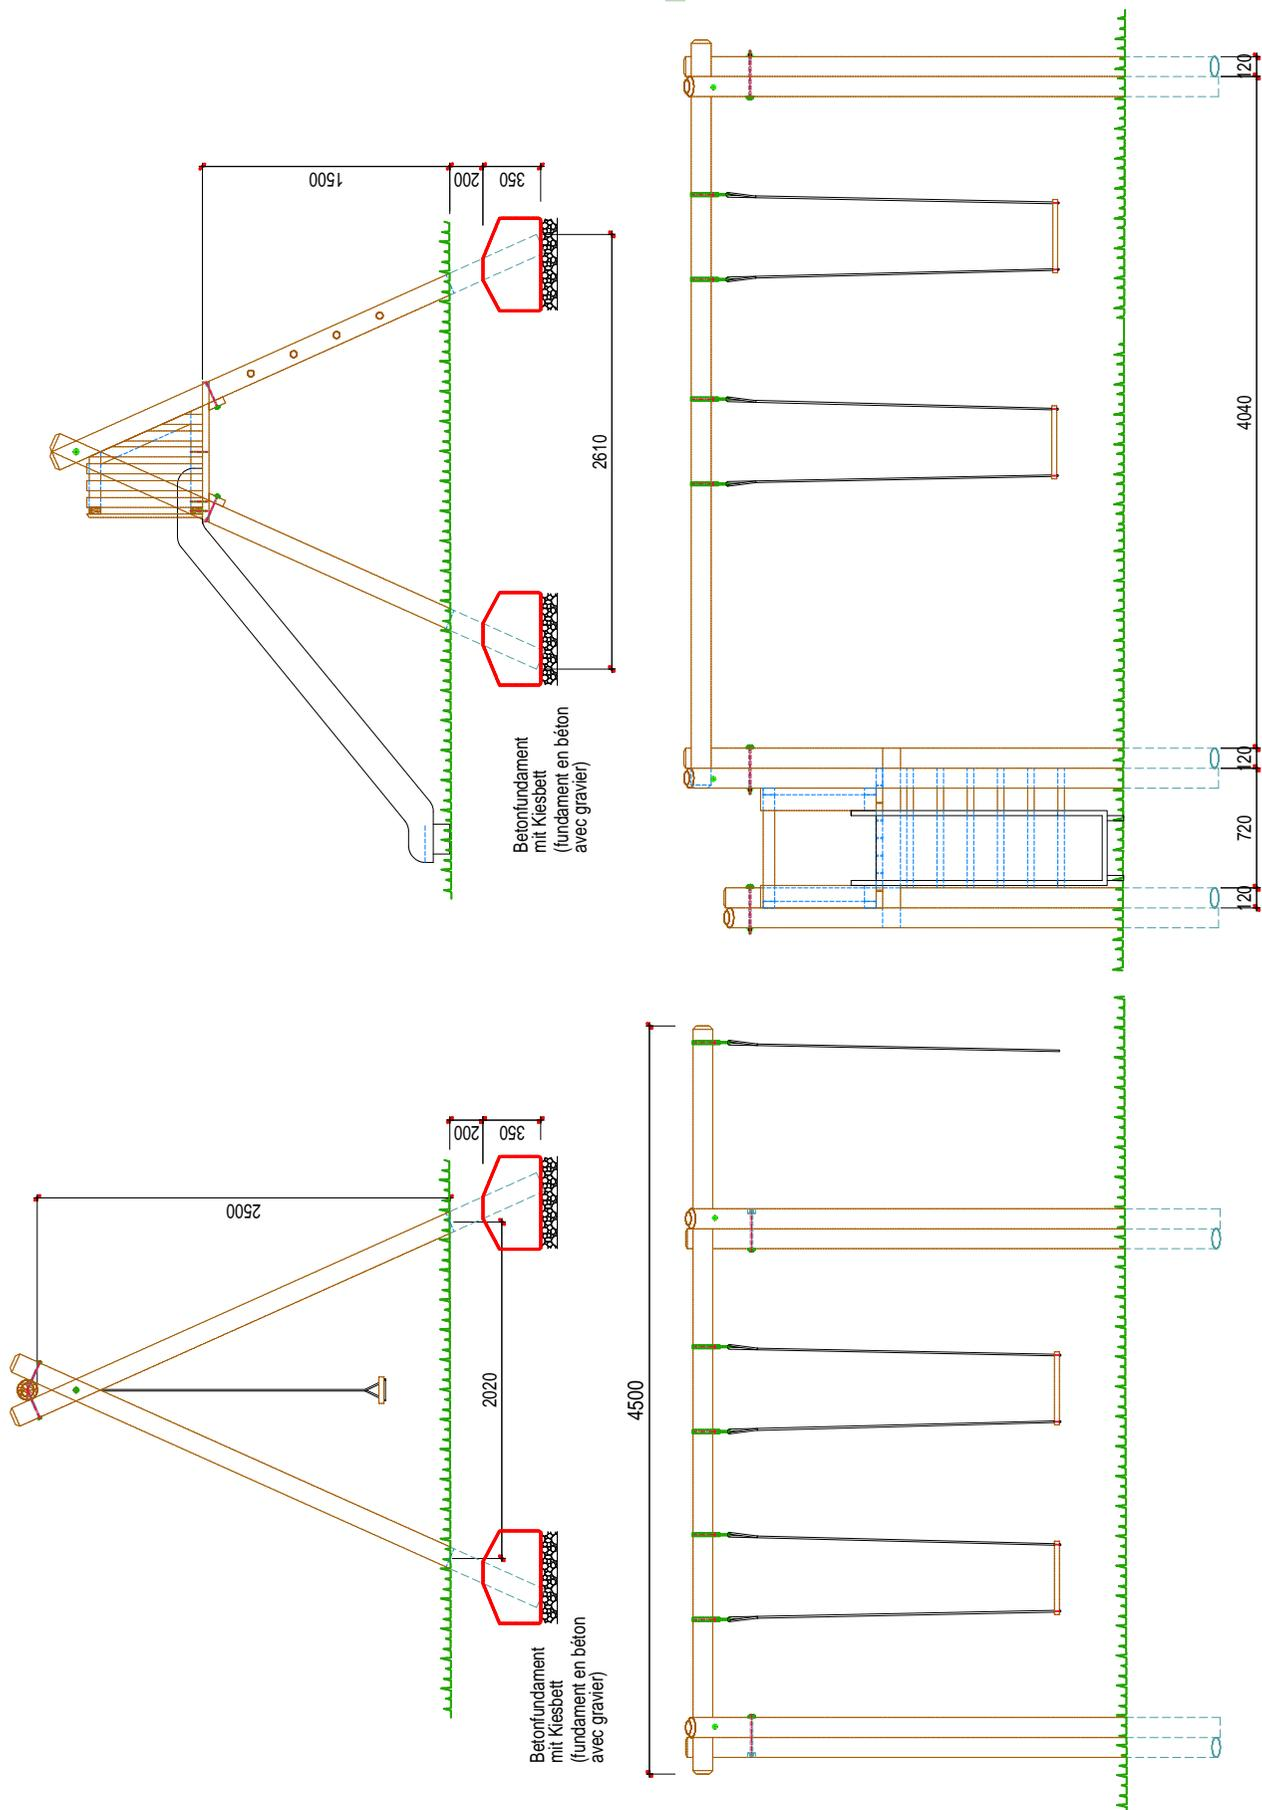 1500
200
350
2610
Betonfundament
mit Kiesbett
(fundament en béton
avec gravier)
120
4040
120
720
120
2500
200
350
2020
Betonfundament
mit Kiesbett
(fundament en béton
avec gravier)
4500